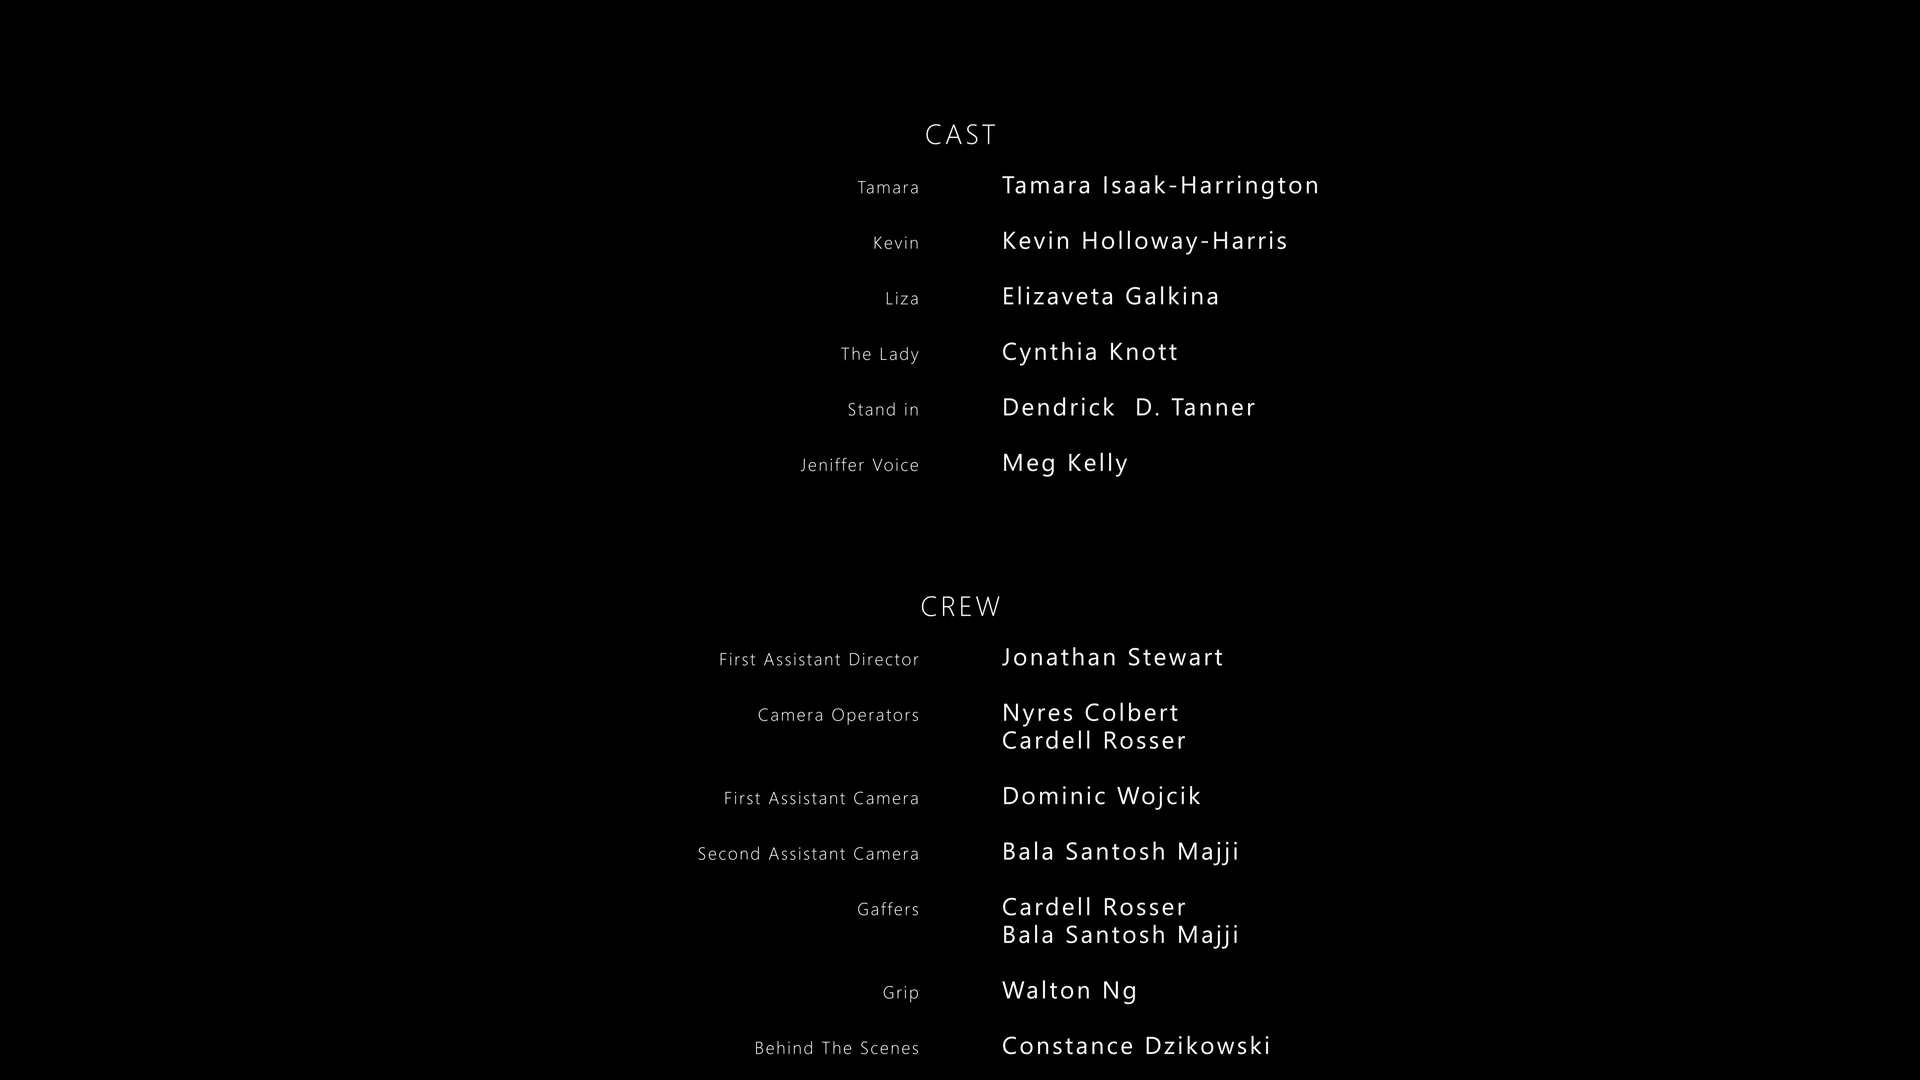 CAST
Tamara Tamara Isaak-Harrington
Kevin Kevin Holloway-Harris
Liza Elizaveta Galkina
The Lady Cynthia Knott
Stand in Dendrick  D. Tanner
Jeniffer Voice Meg Kelly
CREW
First Assistant Director Jonathan Stewart
Camera Operators Nyres Colbert
Cardell Rosser
First Assistant Camera Dominic Wojcik
Second Assistant Camera Bala Santosh Majji
Gaffers Cardell Rosser
Bala Santosh Majji
Grip Walton Ng
Behind The Scenes Constance Dzikowski